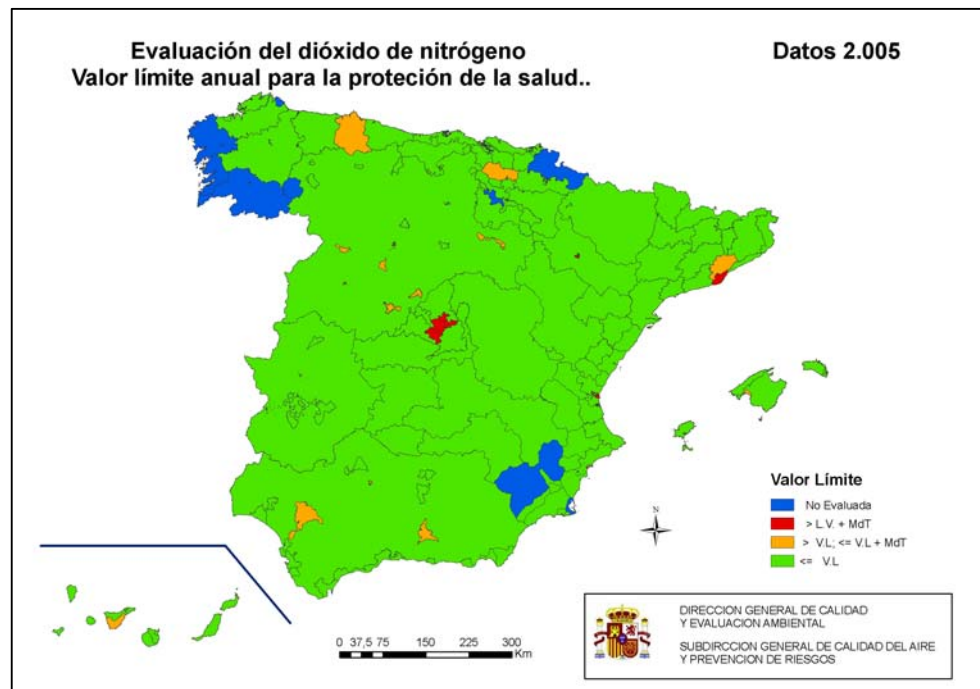 Evaluación del dióxido de nitrógeno
Valor límite anual para la proteción de la salud..
Datos 2.005
Valor Límite
No Evaluada
> L.V. + MdT
> V.L; <= V.L + MdT
<= V.L
N
0 37,5 75 150 225 300
Km
DIRECCION GENERAL DE CALIDAD
Y EVALUACION AMBIENTAL
SUBDIRCCION GENERAL DE CALIDAD DEL AIRE
Y PREVENCION DE RIESGOS